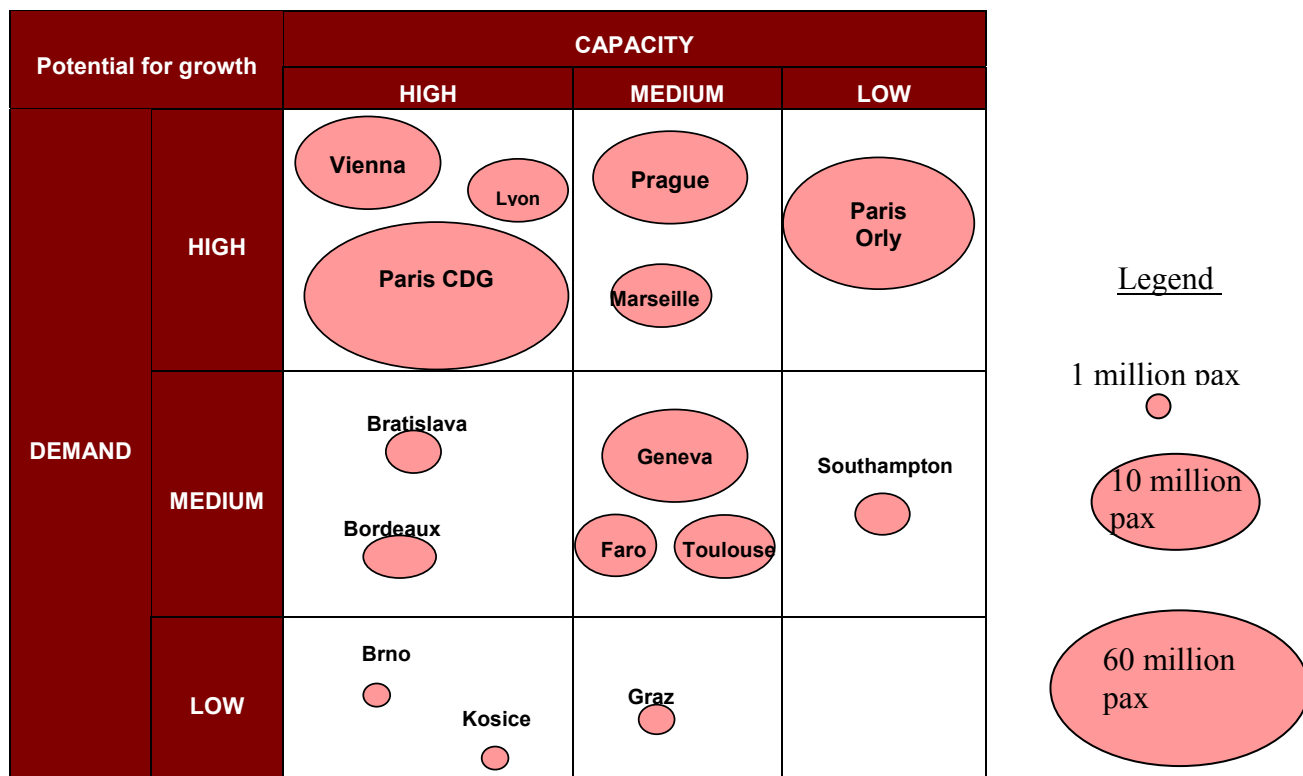 Potential for growth
CAPACITY
HIGH
MEDIUM
LOW
DEMAND
HIGH
Vienna
Lyon
Paris CDG
Prague
Marseille
Paris
Orly
MEDIUM
Bratislava
Bordeaux
Geneva
Faro
Toulouse
Southampton
LOW
Brno
Kosice
Graz
Legend
1 million pax
10 million
pax
60 million
pax